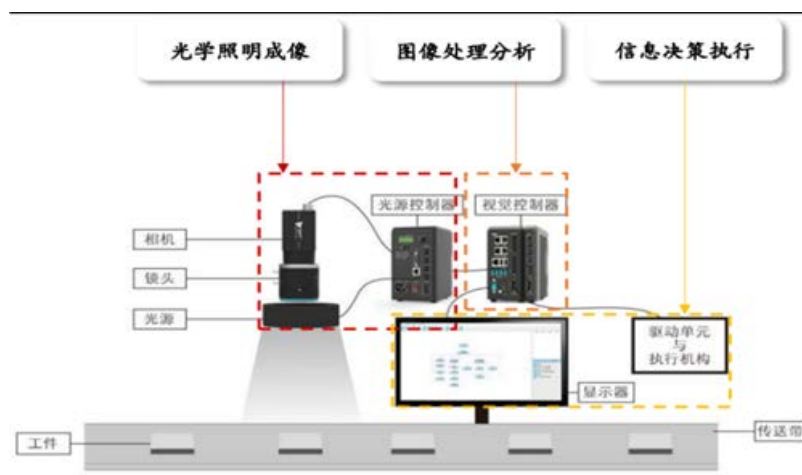 光学照明成像
图像处理分析
信息决策执行
光源控制器
视觉控制器
相机
镜头
光源
驱动单元
与
执行机构
显示器
工件
传送带